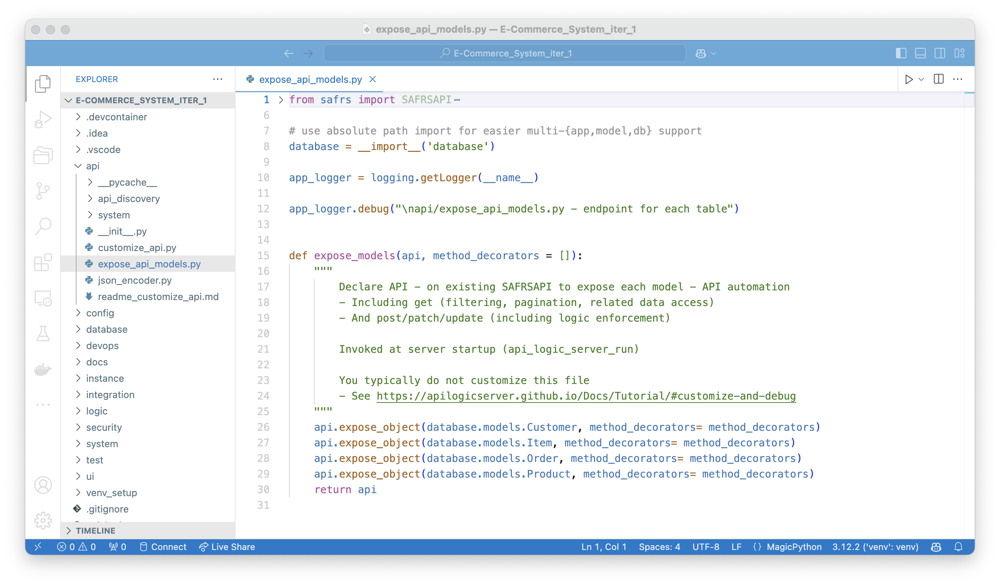 expose_api_models.py — E-Commerce_System_iter_1
E-Commerce_System_iter_1
EXPLORER
E-COMMERCE_SYSTEM_ITER_1
.devcontainer
.idea
.vscode
api
__pycache__
api_discovery
system
__init__.py
customize_api.py
expose_api_models.py
json_encoder.py
readme_customize_api.md
config
database
devops
docs
instance
integration
logic
security
system
test
ui
venv_setup
.gitignore
TIMELINE
expose_api_models.py
1 from safrs import SAFRSAPI ⋯
6
7 # use absolute path import for easier multi-{app,model,db} support
8 database = __import__('database')
9
10 app_logger = logging.getLogger(__name__)
11
12 app_logger.debug("\napi/expose_api_models.py - endpoint for each table")
13
14
15 def expose_models(api, method_decorators = []):
16 """
17 Declare API - on existing SAFRSAPI to expose each model - API automation
18 - Including get (filtering, pagination, related data access)
19 - And post/patch/update (including logic enforcement)
20
21 Invoked at server startup (api_logic_server_run)
22
23 You typically do not customize this file
24 - See https://apilogicserver.github.io/Docs/Tutorial/#customize-and-debug
25 """
26 api.expose_object(database.models.Customer, method_decorators= method_decorators)
27 api.expose_object(database.models.Item, method_decorators= method_decorators)
28 api.expose_object(database.models.Order, method_decorators= method_decorators)
29 api.expose_object(database.models.Product, method_decorators= method_decorators)
30 return api
31
0 0 0 Connect Live Share Ln 1, Col 1 Spaces: 4 UTF-8 LF {} MagicPython 3.12.2 ('venv': venv)